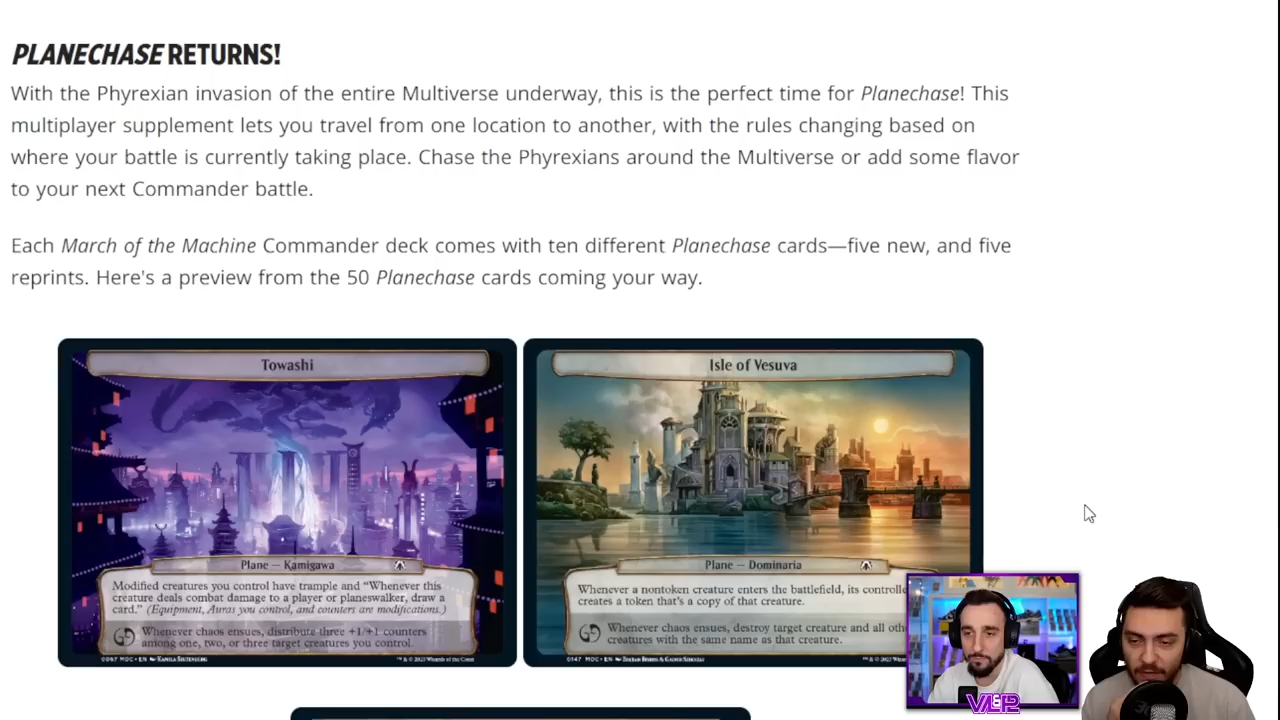 PLANECHASE RETURNS!
With the Phyrexian invasion of the entire Multiverse underway, this is the perfect time for Planechase! This
multiplayer supplement lets you travel from one location to another, with the rules changing based on
where your battle is currently taking place. Chase the Phyrexians around the Multiverse or add some flavor
to your next Commander battle.
Each March of the Machine Commander deck comes with ten different Planechase cards—five new, and five
reprints. Here's a preview from the 50 Planechase cards coming your way.
Towashi
Plane — Kamigawa
Modified creatures you control have trample and “Whenever this
creature deals combat damage to a player or planeswalker, draw a
card.” (Equipment, Auras you control, and counters are modifications.)
Whenever chaos ensues, distribute three +1/+1 counters
among one, two, or three target creatures you control.
Isle of Vesuva
Plane — Dominaria
Whenever a nontoken creature enters the battlefield, its controlle
creates a token that's a copy of that creature.
Whenever chaos ensues, destroy target creature and all othe
creatures with the same name as that creature.